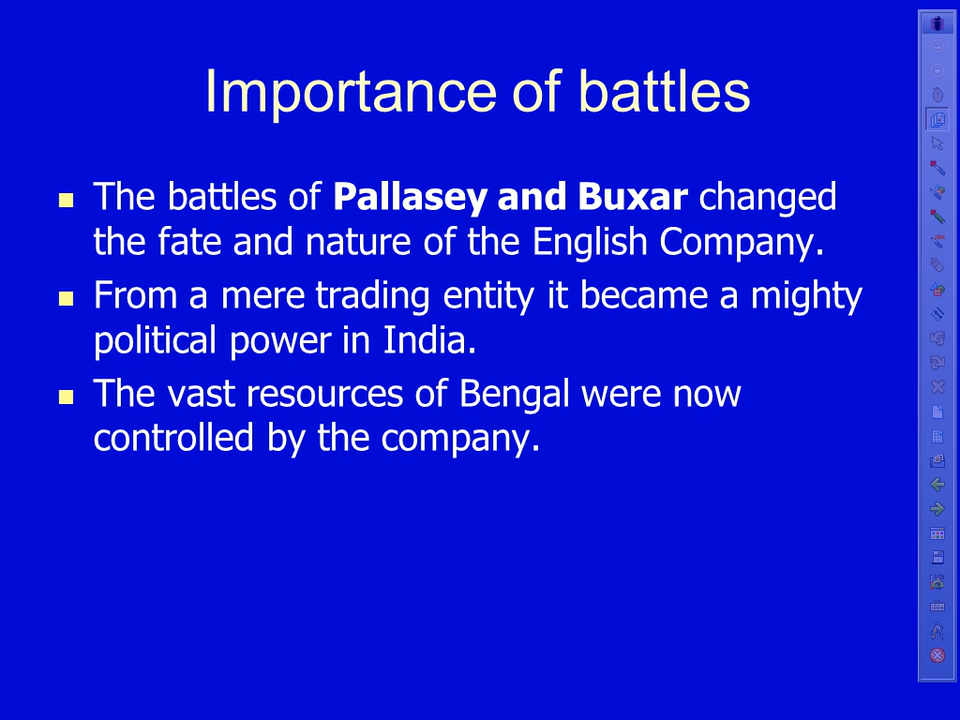 Importance of battles
The battles of Pallasey and Buxar changed
the fate and nature of the English Company.
From a mere trading entity it became a mighty
political power in India.
The vast resources of Bengal were now
controlled by the company.